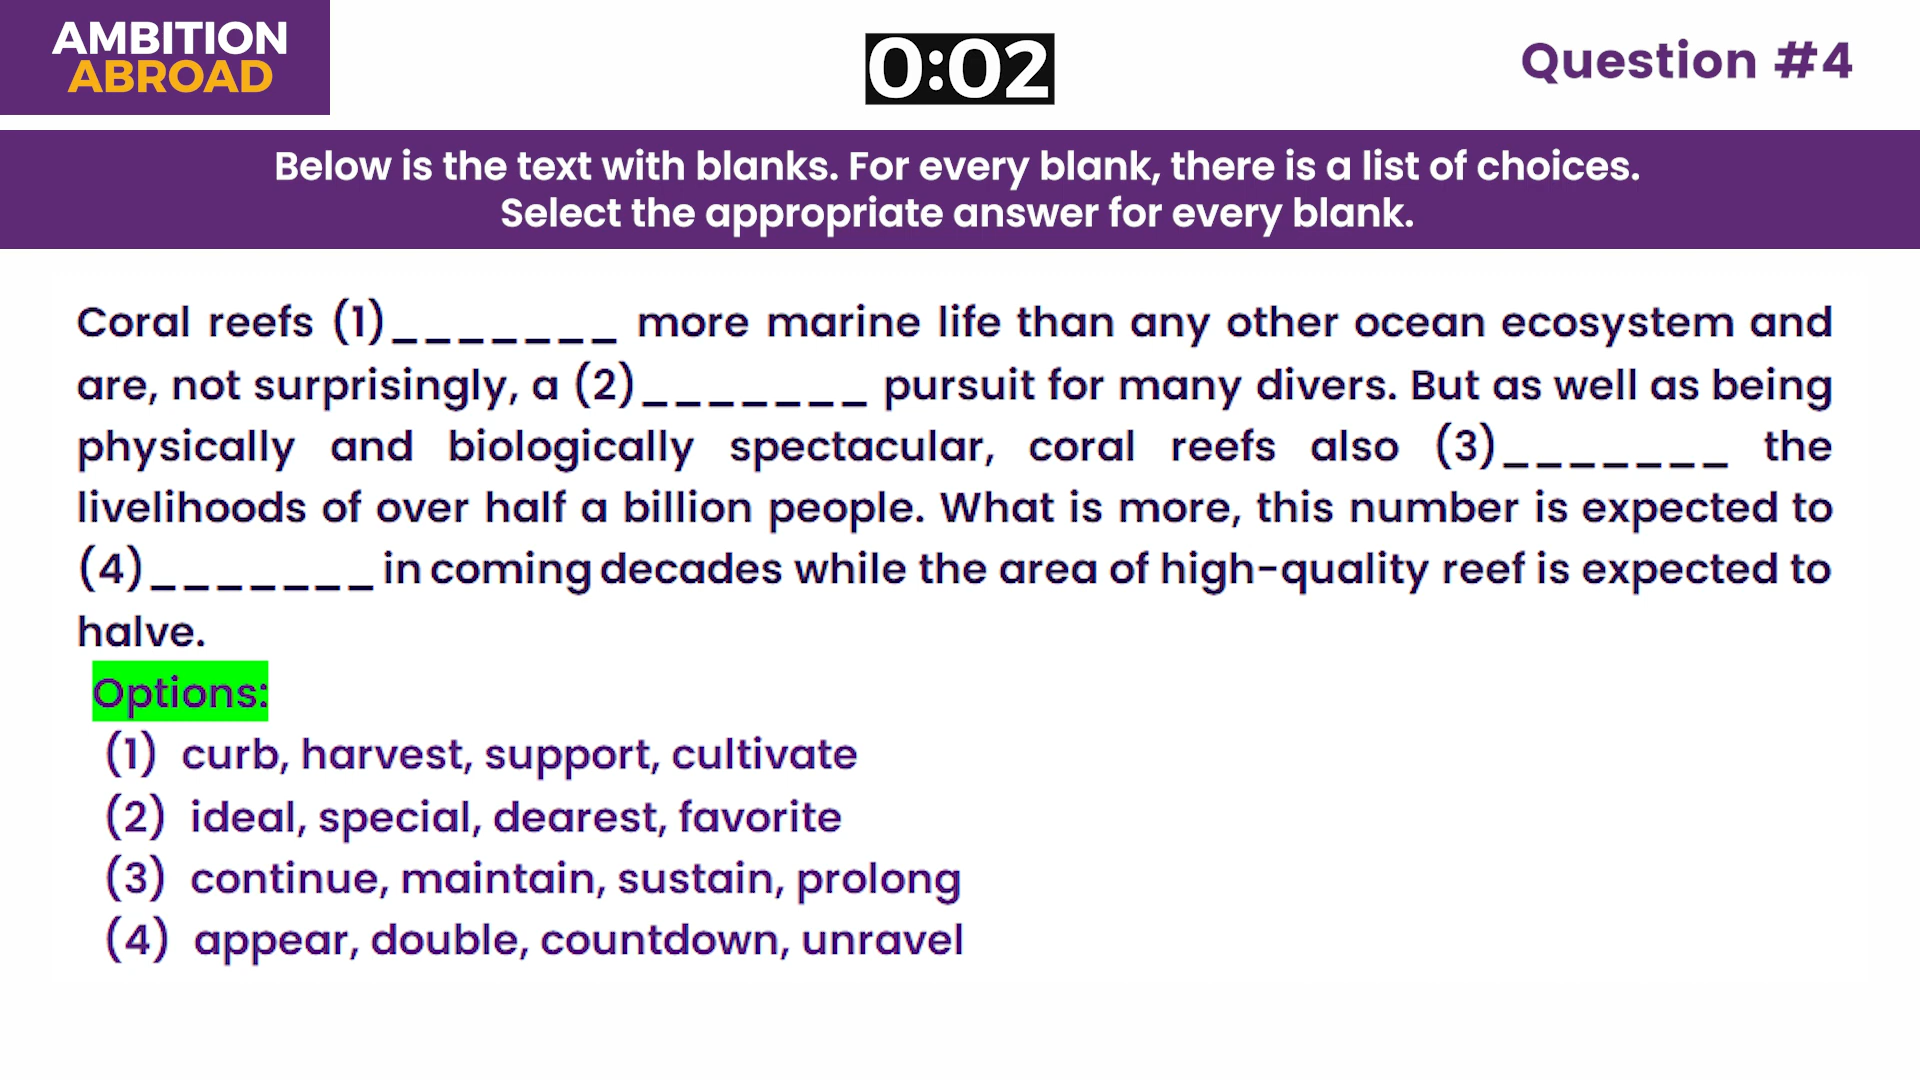 AMBITION
ABROAD
0:02
Question #4
Below is the text with blanks. For every blank, there is a list of choices.
Select the appropriate answer for every blank.
Coral reefs (1)_______ more marine life than any other ocean ecosystem and
are, not surprisingly, a (2)_______ pursuit for many divers. But as well as being
physically and biologically spectacular, coral reefs also (3)_______ the
livelihoods of over half a billion people. What is more, this number is expected to
(4)_______ in coming decades while the area of high-quality reef is expected to
halve.
Options:
(1) curb, harvest, support, cultivate
(2) ideal, special, dearest, favorite
(3) continue, maintain, sustain, prolong
(4) appear, double, countdown, unravel